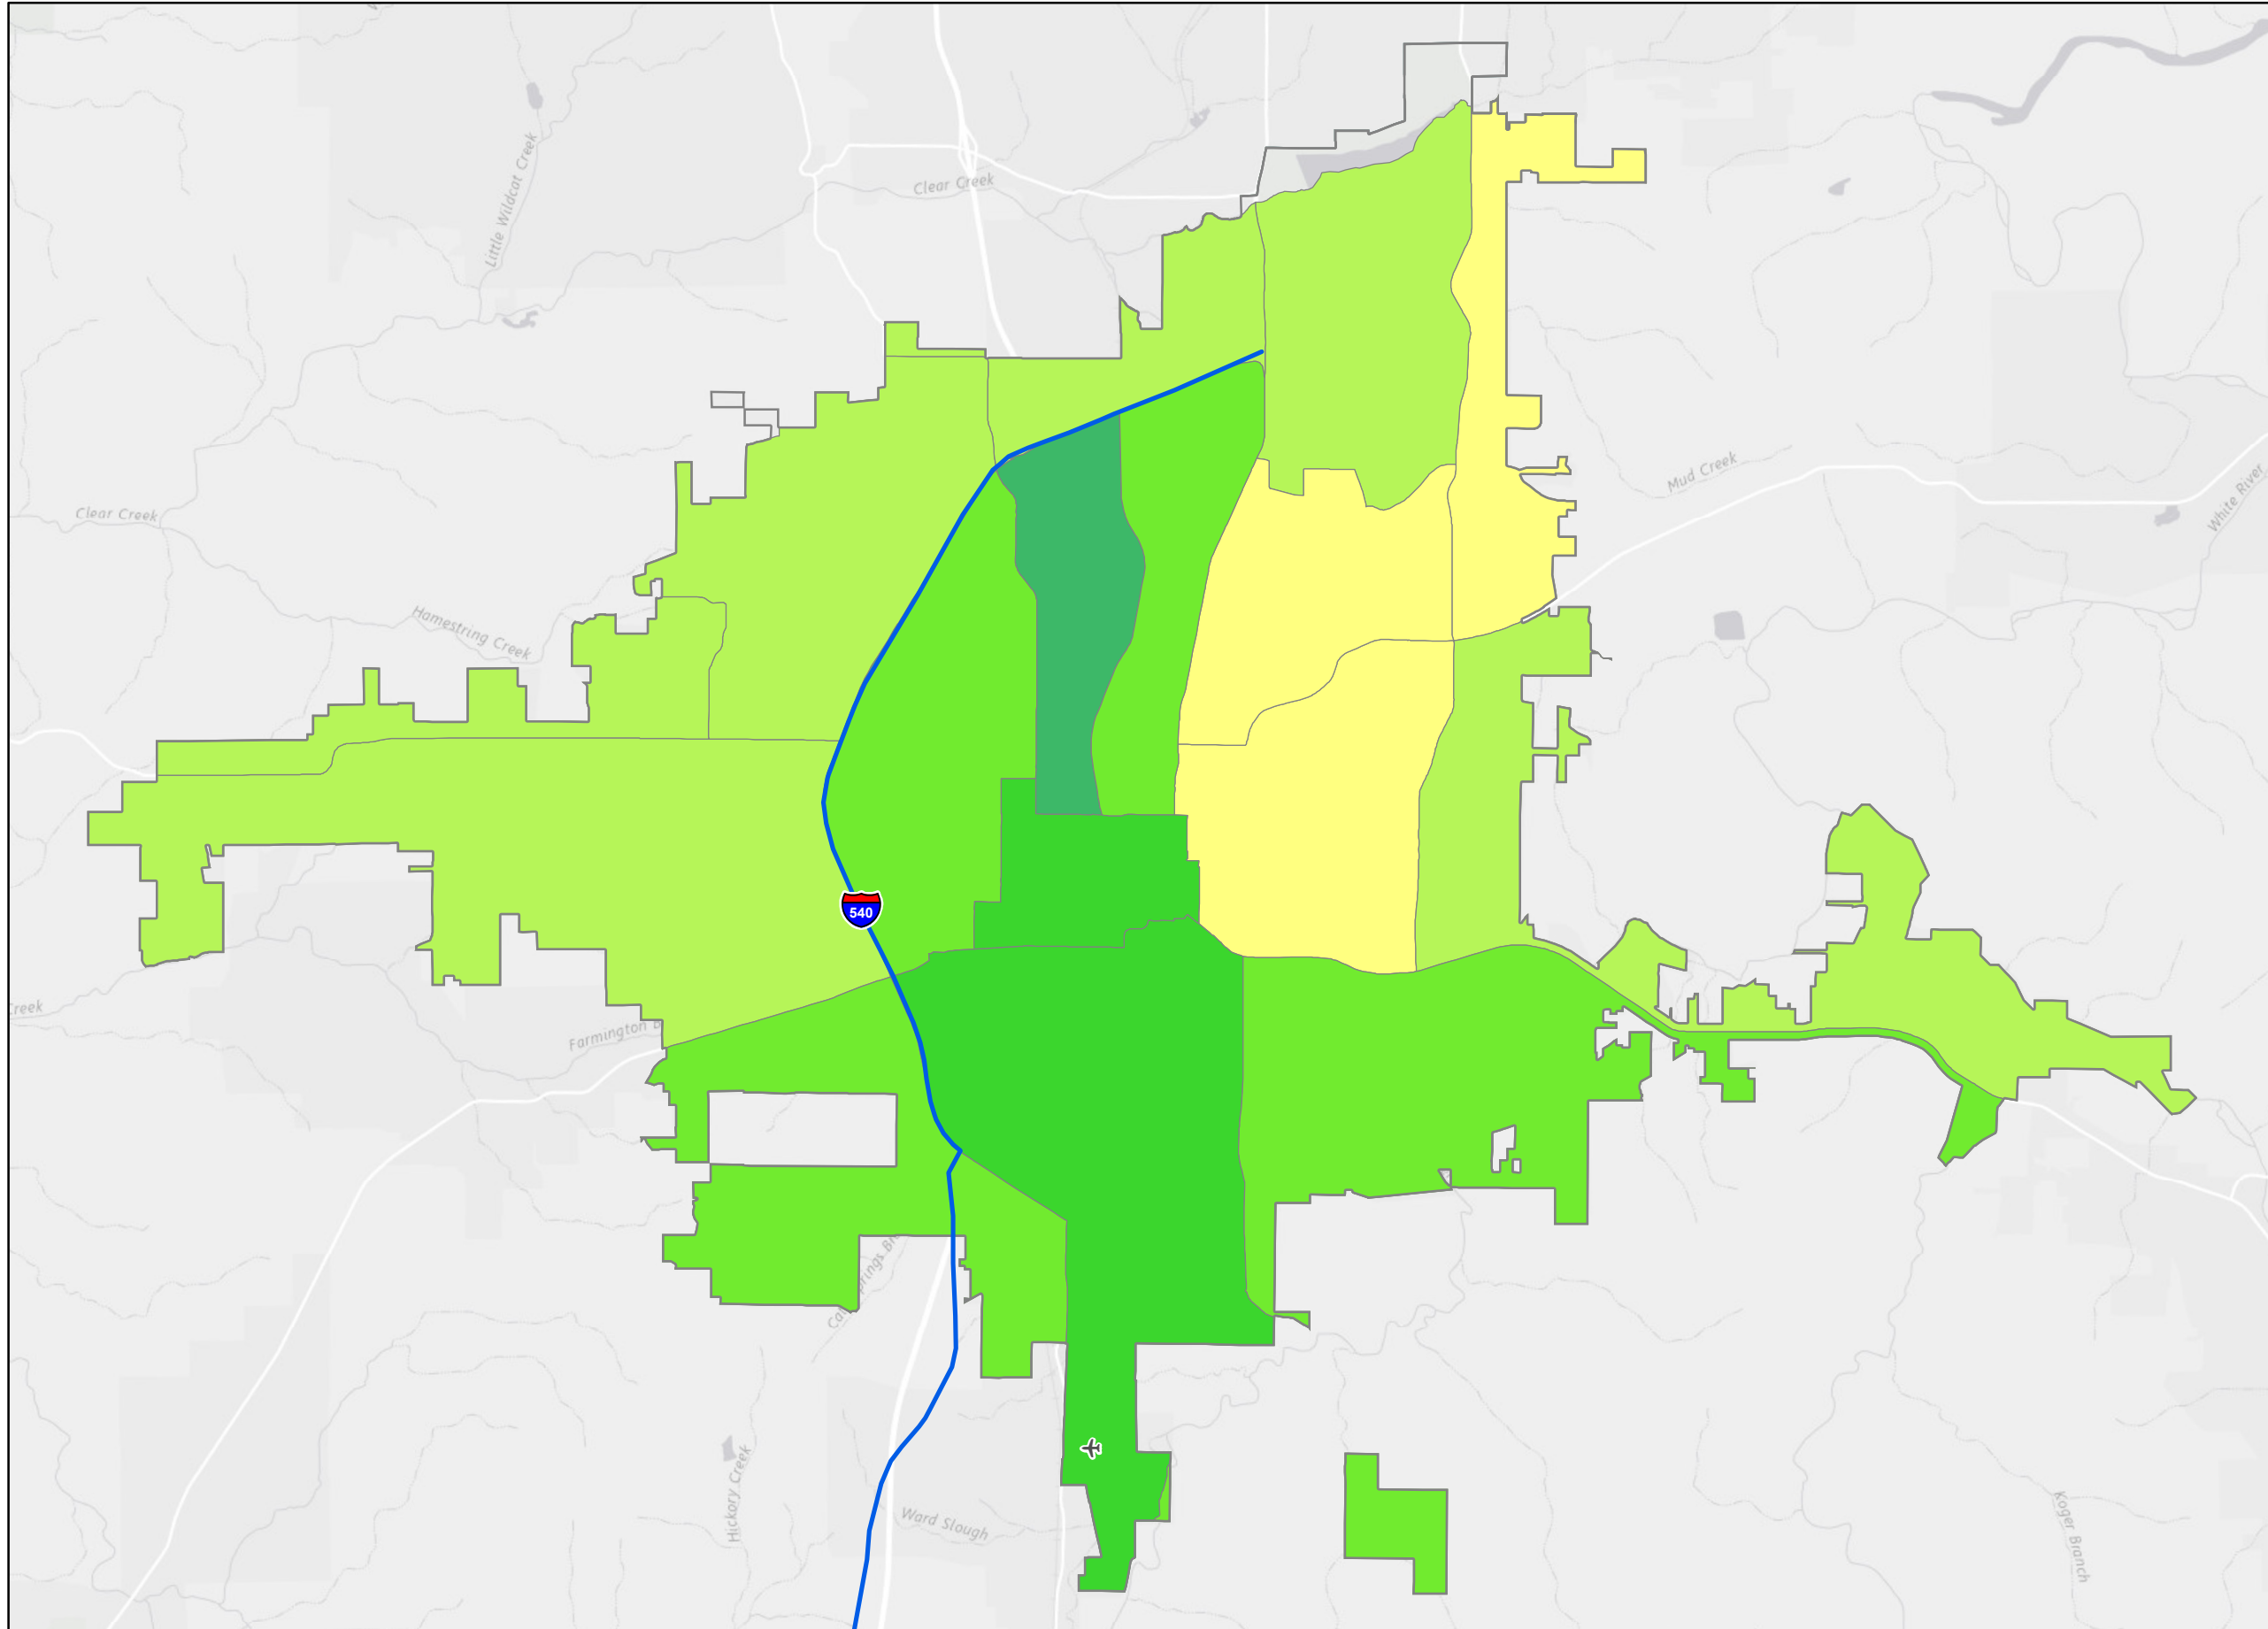 Little Wildcat Creek
Clear Creek
Mud Creek
White River
Clear Creek
Hamestring Creek
540
Creek
Farmington B
Hickory Creek
Ward Slough
Koger Branch